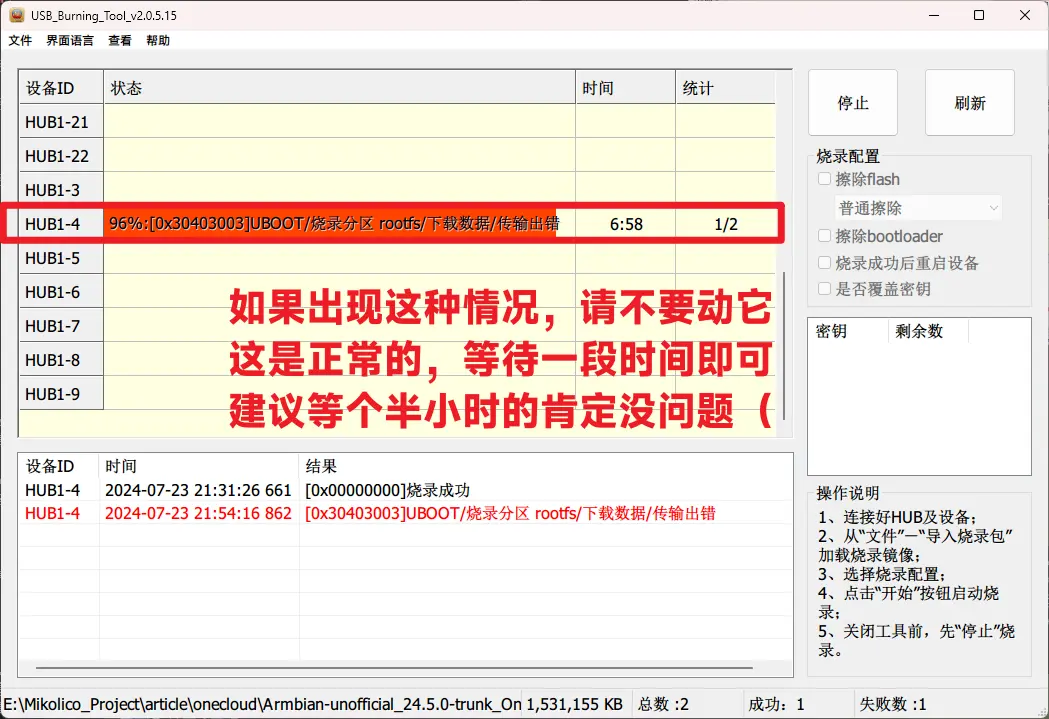 USB_Burning_Tool_v2.0.5.15
文件 界面语言 查看 帮助
设备ID 状态 时间 统计
HUB1-21
HUB1-22
HUB1-3
HUB1-4 96%:[0x30403003]UBOOT/烧录分区 rootfs/下载数据/传输出错 6:58 1/2
HUB1-5
HUB1-6
HUB1-7
HUB1-8
HUB1-9
如果出现这种情况，请不要动它
这是正常的，等待一段时间即可
建议等个半小时的肯定没问题（
停止 刷新
烧录配置
擦除flash
普通擦除
擦除bootloader
烧录成功后重启设备
是否覆盖密钥
密钥 剩余数
设备ID 时间 结果
HUB1-4 2024-07-23 21:31:26 661 [0x00000000]烧录成功
HUB1-4 2024-07-23 21:54:16 862 [0x30403003]UBOOT/烧录分区 rootfs/下载数据/传输出错
操作说明
1、连接好HUB及设备；
2、从“文件”—“导入烧录包”
加载烧录镜像；
3、选择烧录配置；
4、点击“开始”按钮启动烧
录；
5、关闭工具前，先“停止”烧
录。
E:\Mikolico_Project\article\onecloud\Armbian-unofficial_24.5.0-trunk_On 1,531,155 KB 总数 :2 成功： 1 失败数 :1